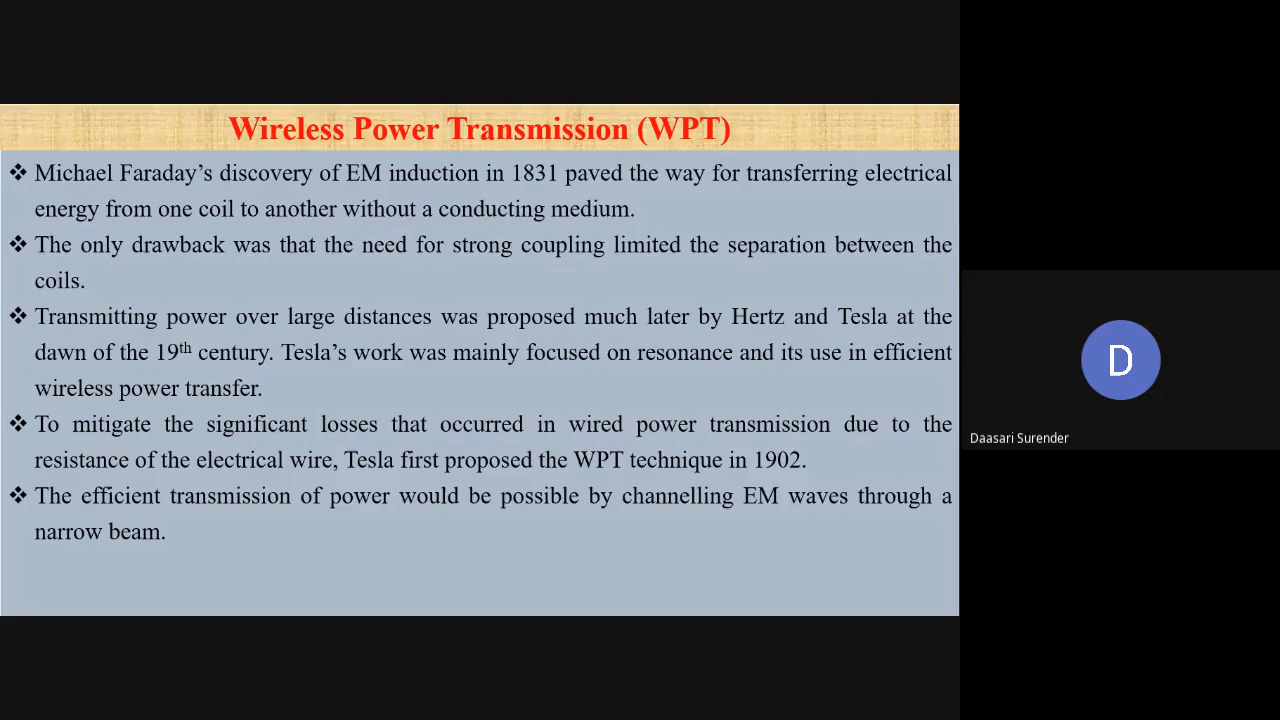 Wireless Power Transmission (WPT)
❖ Michael Faraday’s discovery of EM induction in 1831 paved the way for transferring electrical
energy from one coil to another without a conducting medium.
❖ The only drawback was that the need for strong coupling limited the separation between the
coils.
❖ Transmitting power over large distances was proposed much later by Hertz and Tesla at the
dawn of the 19th century. Tesla’s work was mainly focused on resonance and its use in efficient
wireless power transfer.
❖ To mitigate the significant losses that occurred in wired power transmission due to the
resistance of the electrical wire, Tesla first proposed the WPT technique in 1902.
❖ The efficient transmission of power would be possible by channelling EM waves through a
narrow beam.
D
Daasari Surender